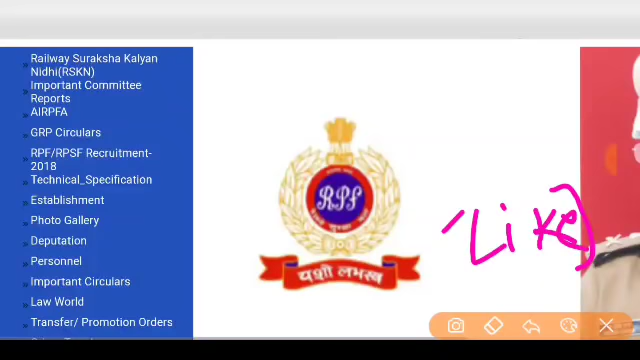 Railway Suraksha Kalyan
Nidhi(RSKN)
Important Committee
Reports
AIRPFA
GRP Circulars
RPF/RPSF Recruitment-
2018
Technical_Specification
Establishment
Photo Gallery
Deputation
Personnel
Important Circulars
Law World
Transfer/ Promotion Orders
RPF
यशो लभस्व
Like